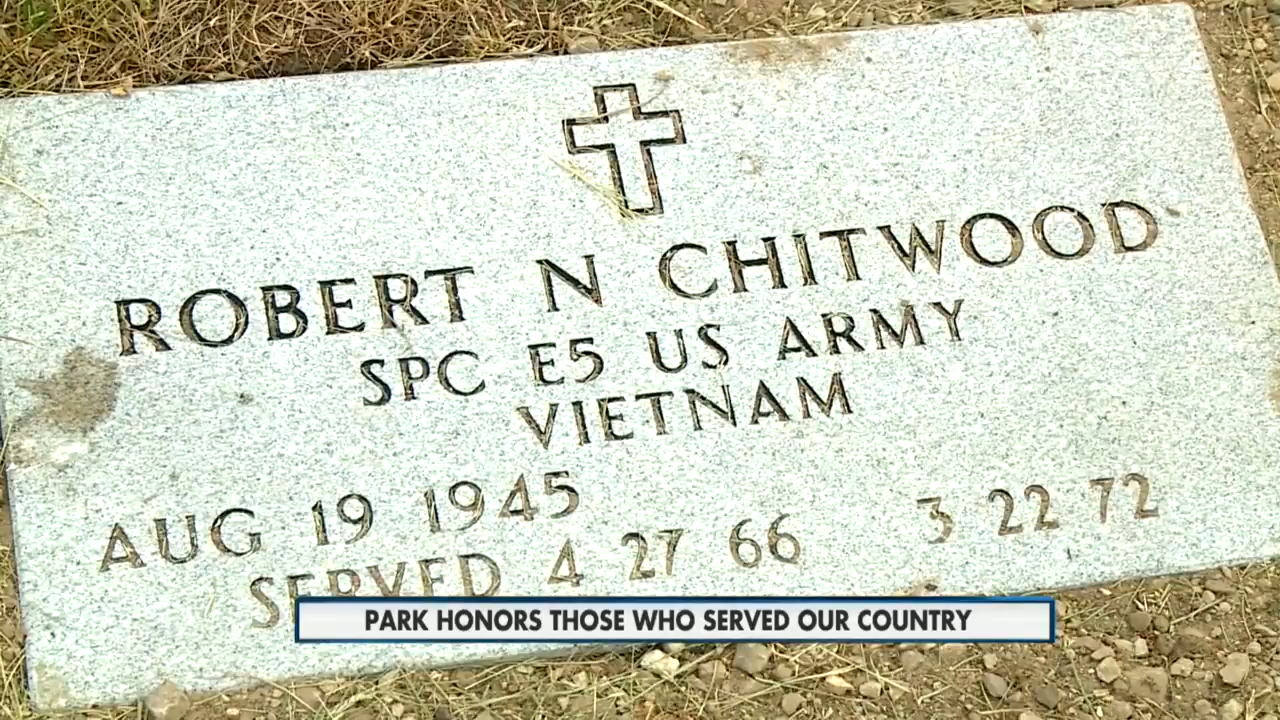 ROBERT N CHITWOOD
SPC E5 US ARMY
VIETNAM
AUG 19 1945
SERVED 4 27 66 3 22 72
PARK HONORS THOSE WHO SERVED OUR COUNTRY